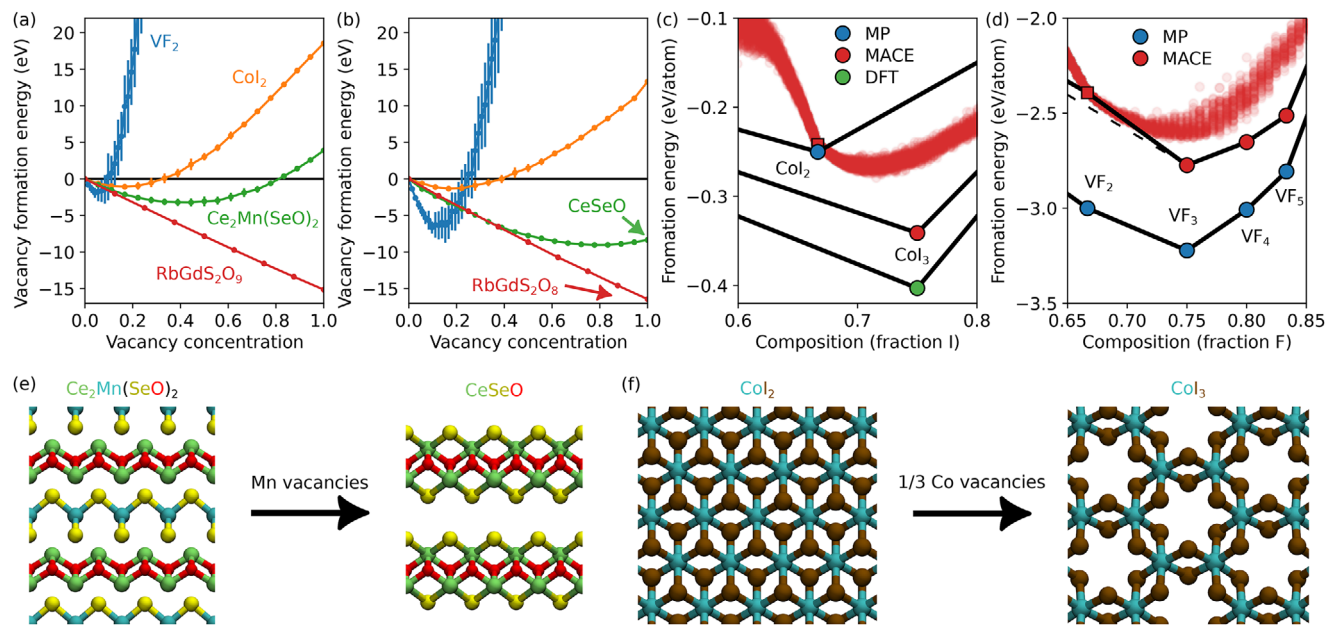 (a)
20
15
10
5
0
−5
−10
−15
Vacancy formation energy (eV)
VF₂
CoI₂
Ce₂Mn(SeO)₂
RbGdS₂O₉
0.0 0.2 0.4 0.6 0.8 1.0
Vacancy concentration
(b)
20
15
10
5
0
−5
−10
−15
Vacancy formation energy (eV)
CeSeO
RbGdS₂O₈
0.0 0.2 0.4 0.6 0.8 1.0
Vacancy concentration
(c)
−0.1
−0.2
−0.3
−0.4
Fromation energy (eV/atom)
MP
MACE
DFT
CoI₂
CoI₃
0.6 0.7 0.8
Composition (fraction I)
(d)
−2.0
−2.5
−3.0
−3.5
Fromation energy (eV/atom)
MP
MACE
VF₂
VF₃
VF₄
VF₅
0.65 0.70 0.75 0.80 0.85
Composition (fraction F)
(e)
Ce₂Mn(SeO)₂
Mn vacancies
CeSeO
(f)
CoI₂
1/3 Co vacancies
CoI₃